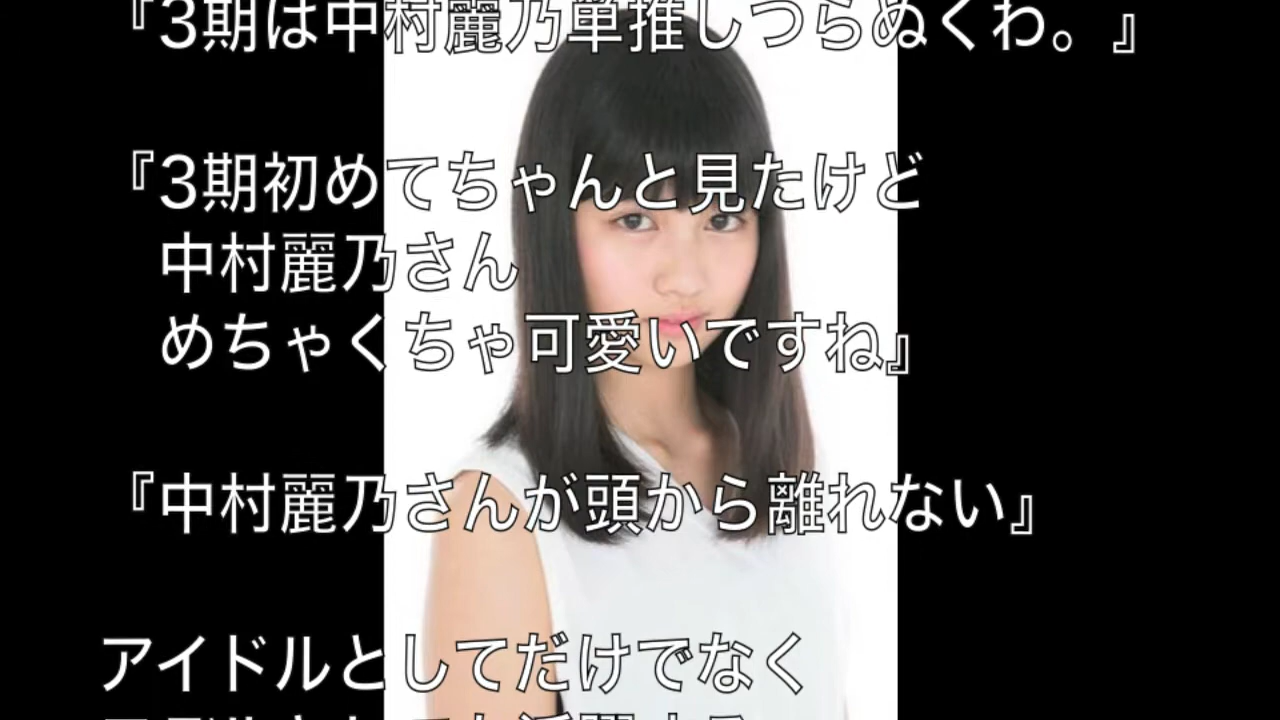 『3期は中村麗乃単推しつらぬくわ。』
『3期初めてちゃんと見たけど
中村麗乃さん
めちゃくちゃ可愛いですね』
『中村麗乃さんが頭から離れない』
アイドルとしてだけでなく